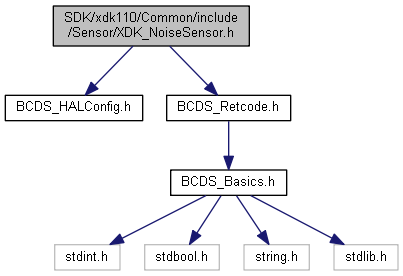 SDK/xdk110/Common/include
/Sensor/XDK_NoiseSensor.h
BCDS_HALConfig.h
BCDS_Retcode.h
BCDS_Basics.h
stdint.h
stdbool.h
string.h
stdlib.h